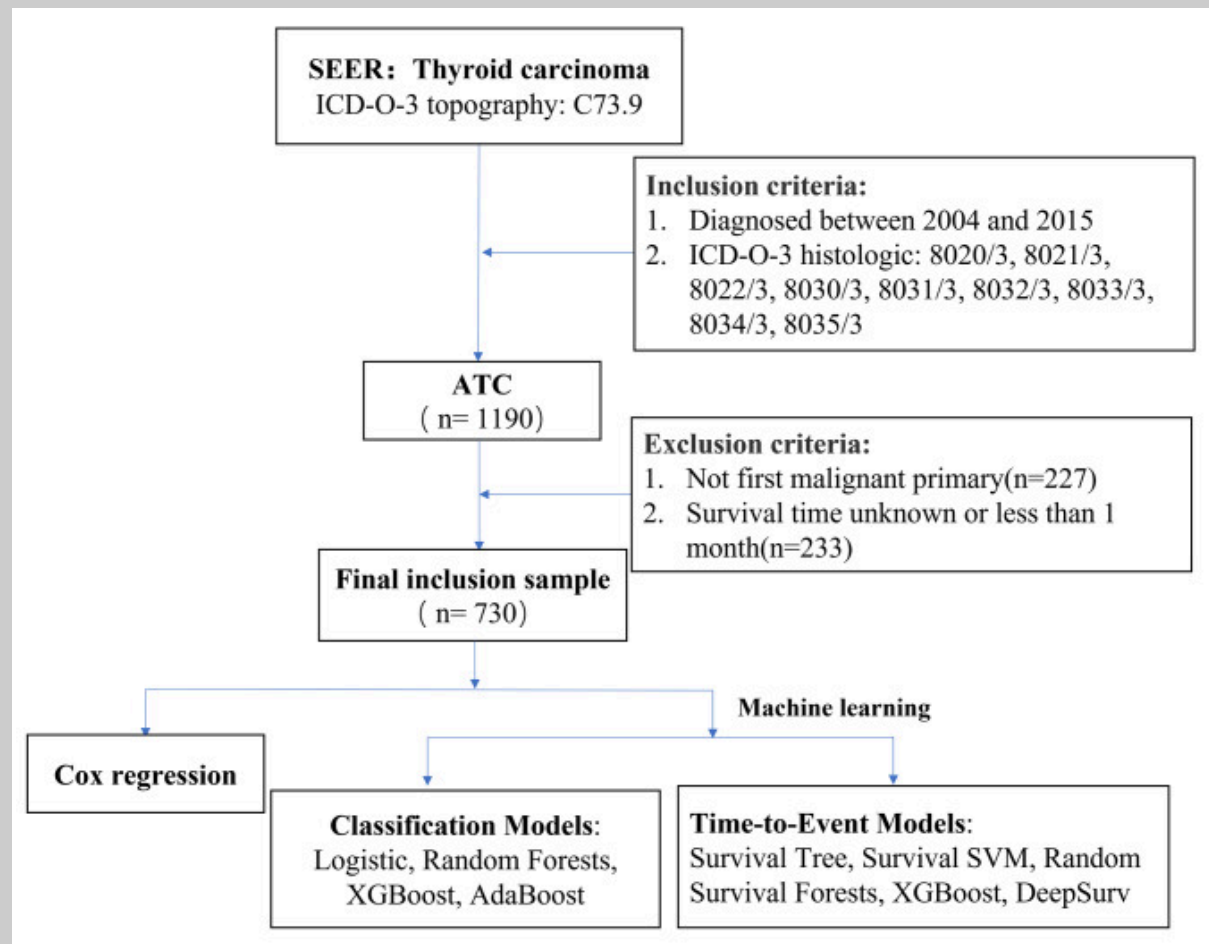 SEER：Thyroid carcinoma
ICD-O-3 topography: C73.9
Inclusion criteria:
1. Diagnosed between 2004 and 2015
2. ICD-O-3 histologic: 8020/3, 8021/3,
8022/3, 8030/3, 8031/3, 8032/3, 8033/3,
8034/3, 8035/3
ATC
（ n= 1190）
Exclusion criteria:
1. Not first malignant primary(n=227)
2. Survival time unknown or less than 1
month(n=233)
Final inclusion sample
（ n= 730）
Machine learning
Cox regression
Classification Models:
Logistic, Random Forests,
XGBoost, AdaBoost
Time-to-Event Models:
Survival Tree, Survival SVM, Random
Survival Forests, XGBoost, DeepSurv